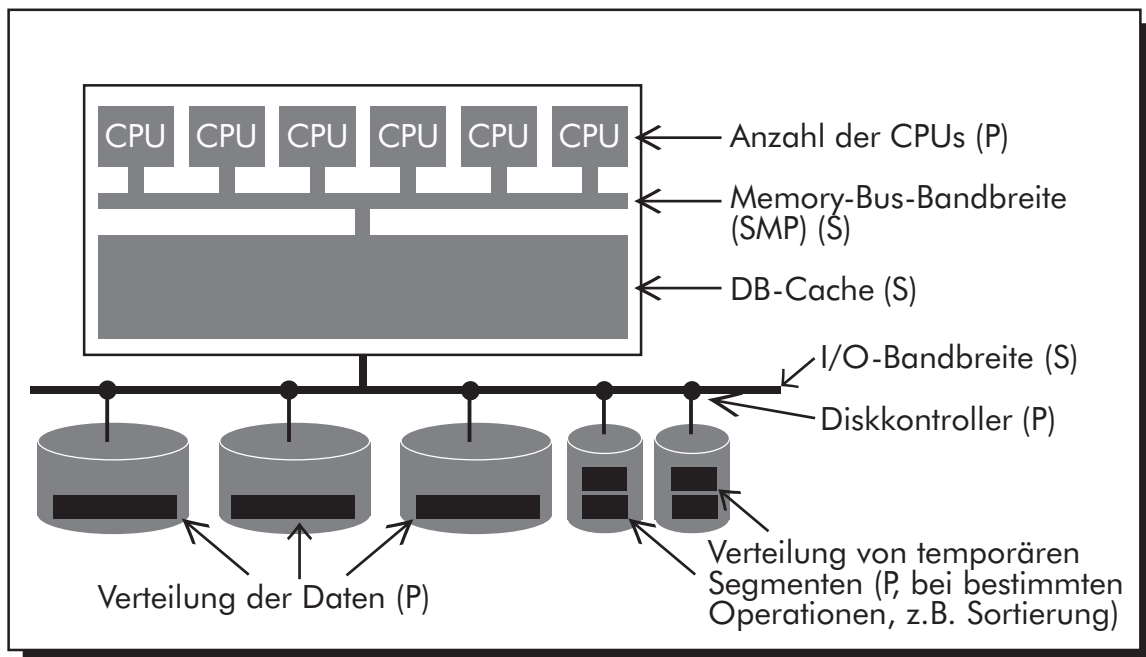 CPU CPU CPU CPU CPU CPU
Anzahl der CPUs (P)
Memory-Bus-Bandbreite
(SMP) (S)
DB-Cache (S)
I/O-Bandbreite (S)
Diskkontroller (P)
Verteilung von temporären
Segmenten (P, bei bestimmten
Operationen, z.B. Sortierung)
Verteilung der Daten (P)